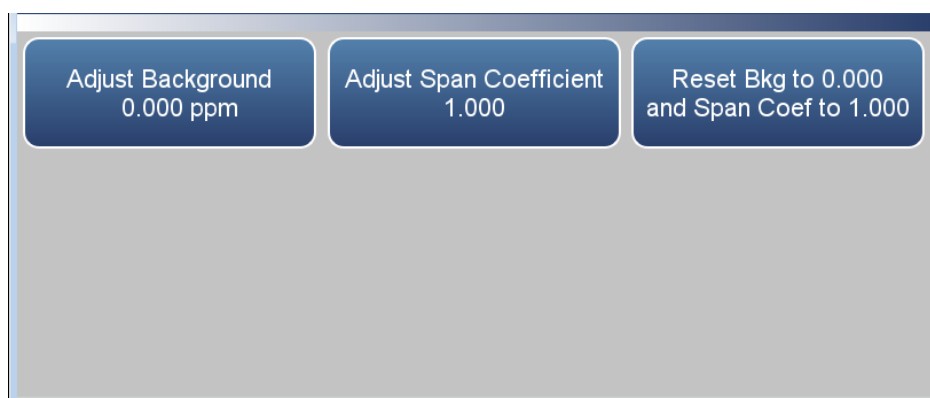 Adjust Background
0.000 ppm
Adjust Span Coefficient
1.000
Reset Bkg to 0.000
and Span Coef to 1.000